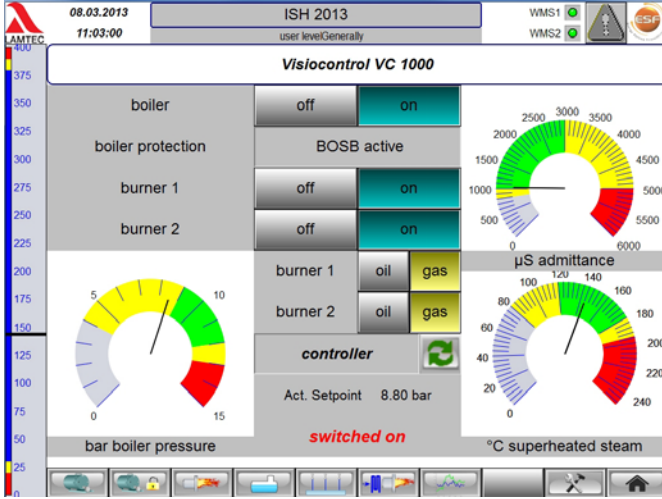 08.03.2013
ISH 2013
WMS1
11:03:00
user levelGenerally
WMS2
LAMTEC
ESF
Visiocontrol VC 1000
400
375
350
325
300
275
250
225
200
175
150
125
100
75
50
25
0
boiler off on
boiler protection BOSB active
burner 1 off on
burner 2 off on
burner 1 oil gas
burner 2 oil gas
controller
Act. Setpoint 8.80 bar
switched on
0
500
1000
1500
2000
2500
3000
3500
4000
4500
5000
5500
6000
µS admittance
0
5
10
15
bar boiler pressure
0
20
40
60
80
100
120
140
160
180
200
220
240
°C superheated steam